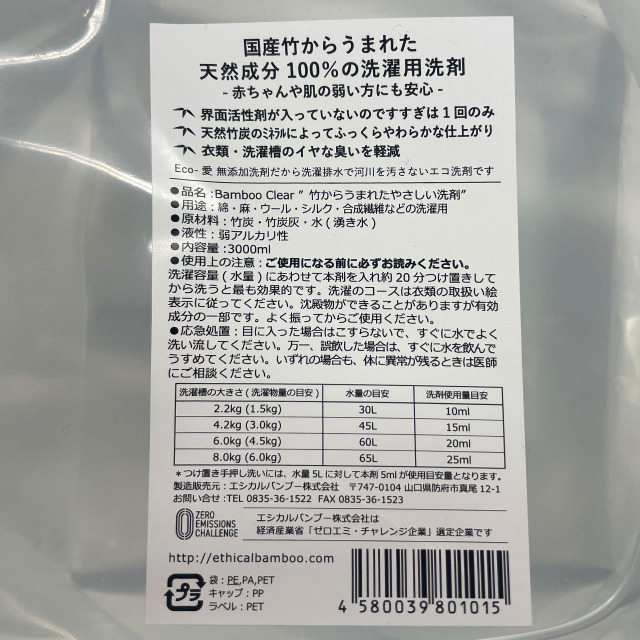 国産竹からうまれた
天然成分 100%の洗濯用洗剤
- 赤ちゃんや肌の弱い方にも安心 -
界面活性剤が入っていないのですすぎは1回のみ
天然竹炭のﾐﾈﾗﾙによってふっくらやわらかな仕上がり
衣類・洗濯槽のイヤな臭いを軽減
Eco- 愛 無添加洗剤だから洗濯排水で河川を汚さないエコ洗剤です
●品名 :Bamboo Clear " 竹からうまれたやさしい洗剤"
●用途 : 綿・麻・ウール・シルク・合成繊維などの洗濯用
●原材料 : 竹炭・竹炭灰・水 ( 湧き水 )
●液性 : 弱アルカリ性
●内容量 :3000ml
●使用上の注意 : ご使用になる前に必ずお読みください。
洗濯容量 ( 水量 ) にあわせて本剤を入れ約 20 分つけ置きして
から洗うと最も効果的です。洗濯のコースは衣類の取扱い絵
表示に従ってください。沈殿物ができることがありますが有効
成分の一部です。よく振ってからご使用ください。
●応急処置 : 目に入った場合はこすらないで、すぐに水でよく
洗い流してください。万一、誤飲した場合は、すぐに水を飲んで
うすめてください。いずれの場合も、体に異常が残るときは医師
にご相談ください。
洗濯槽の大きさ ( 洗濯物量の目安 ) 水量の目安 洗剤使用量目安
2.2kg (1.5kg) 30L 10ml
4.2kg (3.0kg) 45L 15ml
6.0kg (4.5kg) 60L 20ml
8.0kg (6.0kg) 65L 25ml
* つけ置き手押し洗いには、水量 5L に対して本剤 5ml が使用目安量となります。
製造販売元 : エシカルバンブー株式会社 〒747-0104 山口県防府市真尾 12-1
お問い合わせ :TEL 0835-36-1522 FAX 0835-36-1523
ZERO
EMISSIONS
CHALLENGE
エシカルバンブー株式会社は
経済産業省「ゼロエミ・チャレンジ企業」選定企業です
http://ethicalbamboo.com
プラ
袋 : PE,PA,PET
キャップ : PP
ラベル : PET
4 580039 801015